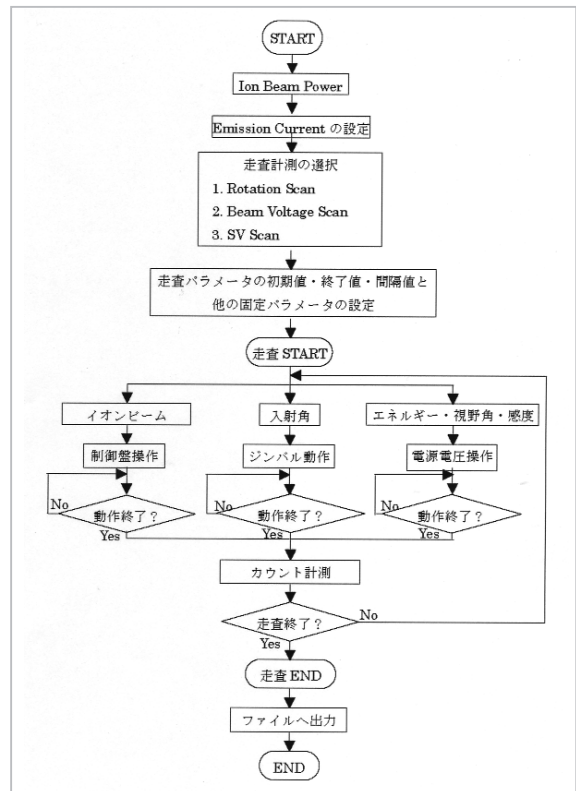 START
Ion Beam Power
Emission Current の設定
走査計測の選択
1. Rotation Scan
2. Beam Voltage Scan
3. SV Scan
走査パラメータの初期値・終了値・間隔値と
他の固定パラメータの設定
走査 START
イオンビーム
入射角
エネルギー・視野角・感度
制御盤操作
ジンバル動作
電源電圧操作
No
動作終了？
Yes
No
動作終了？
Yes
No
動作終了？
Yes
カウント計測
走査終了？
No
Yes
走査 END
ファイルへ出力
END